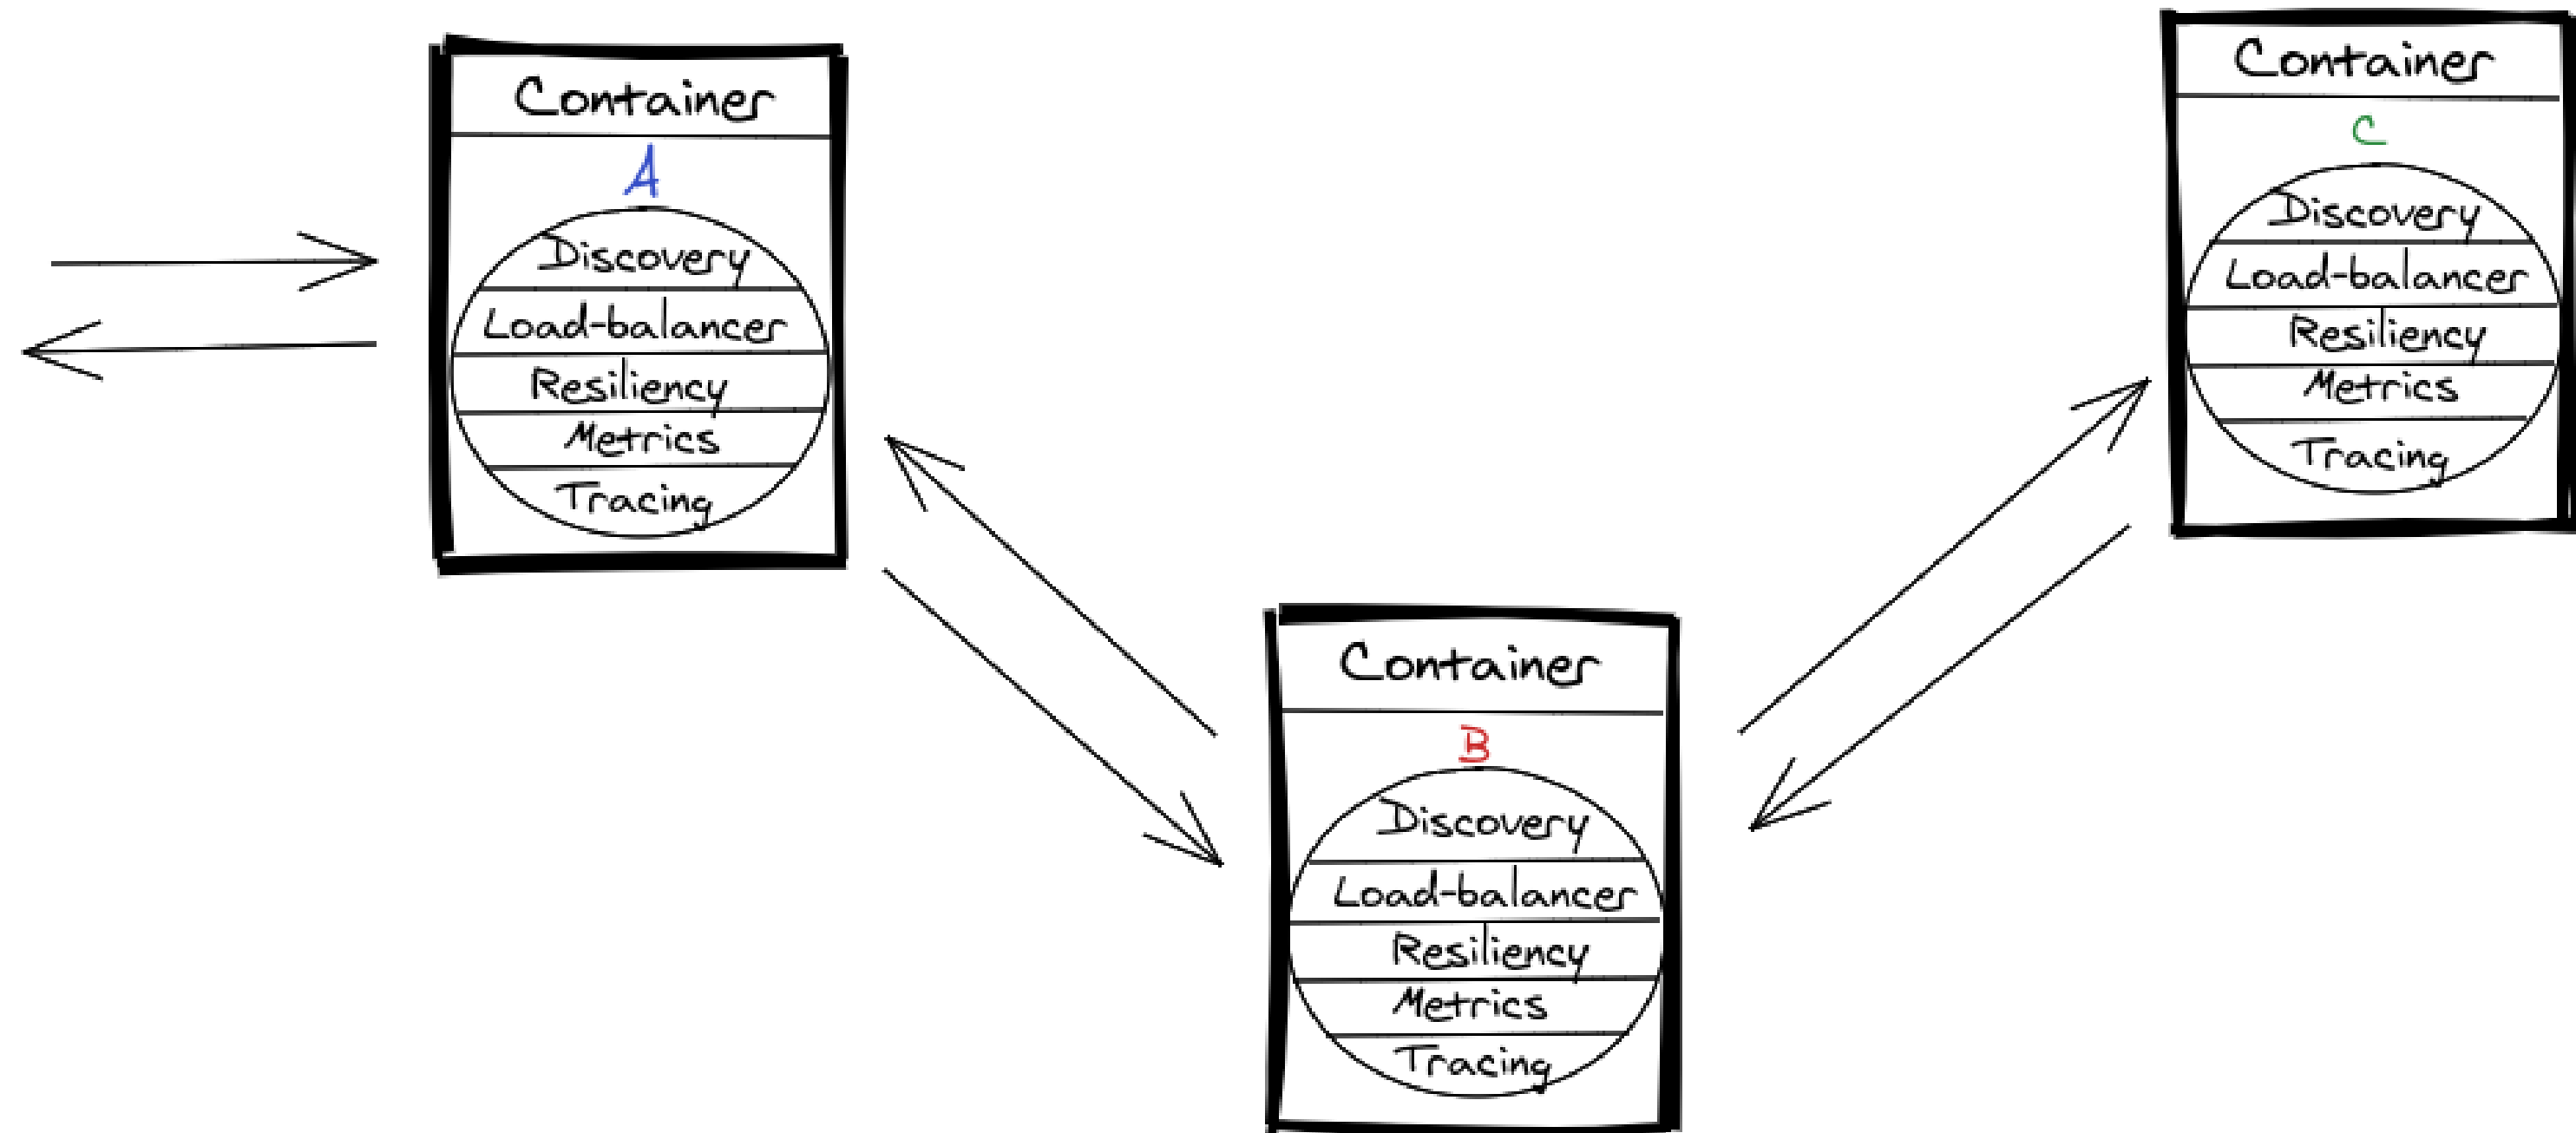 Container
A
Discovery
Load-balancer
Resiliency
Metrics
Tracing
Container
B
Discovery
Load-balancer
Resiliency
Metrics
Tracing
Container
C
Discovery
Load-balancer
Resiliency
Metrics
Tracing